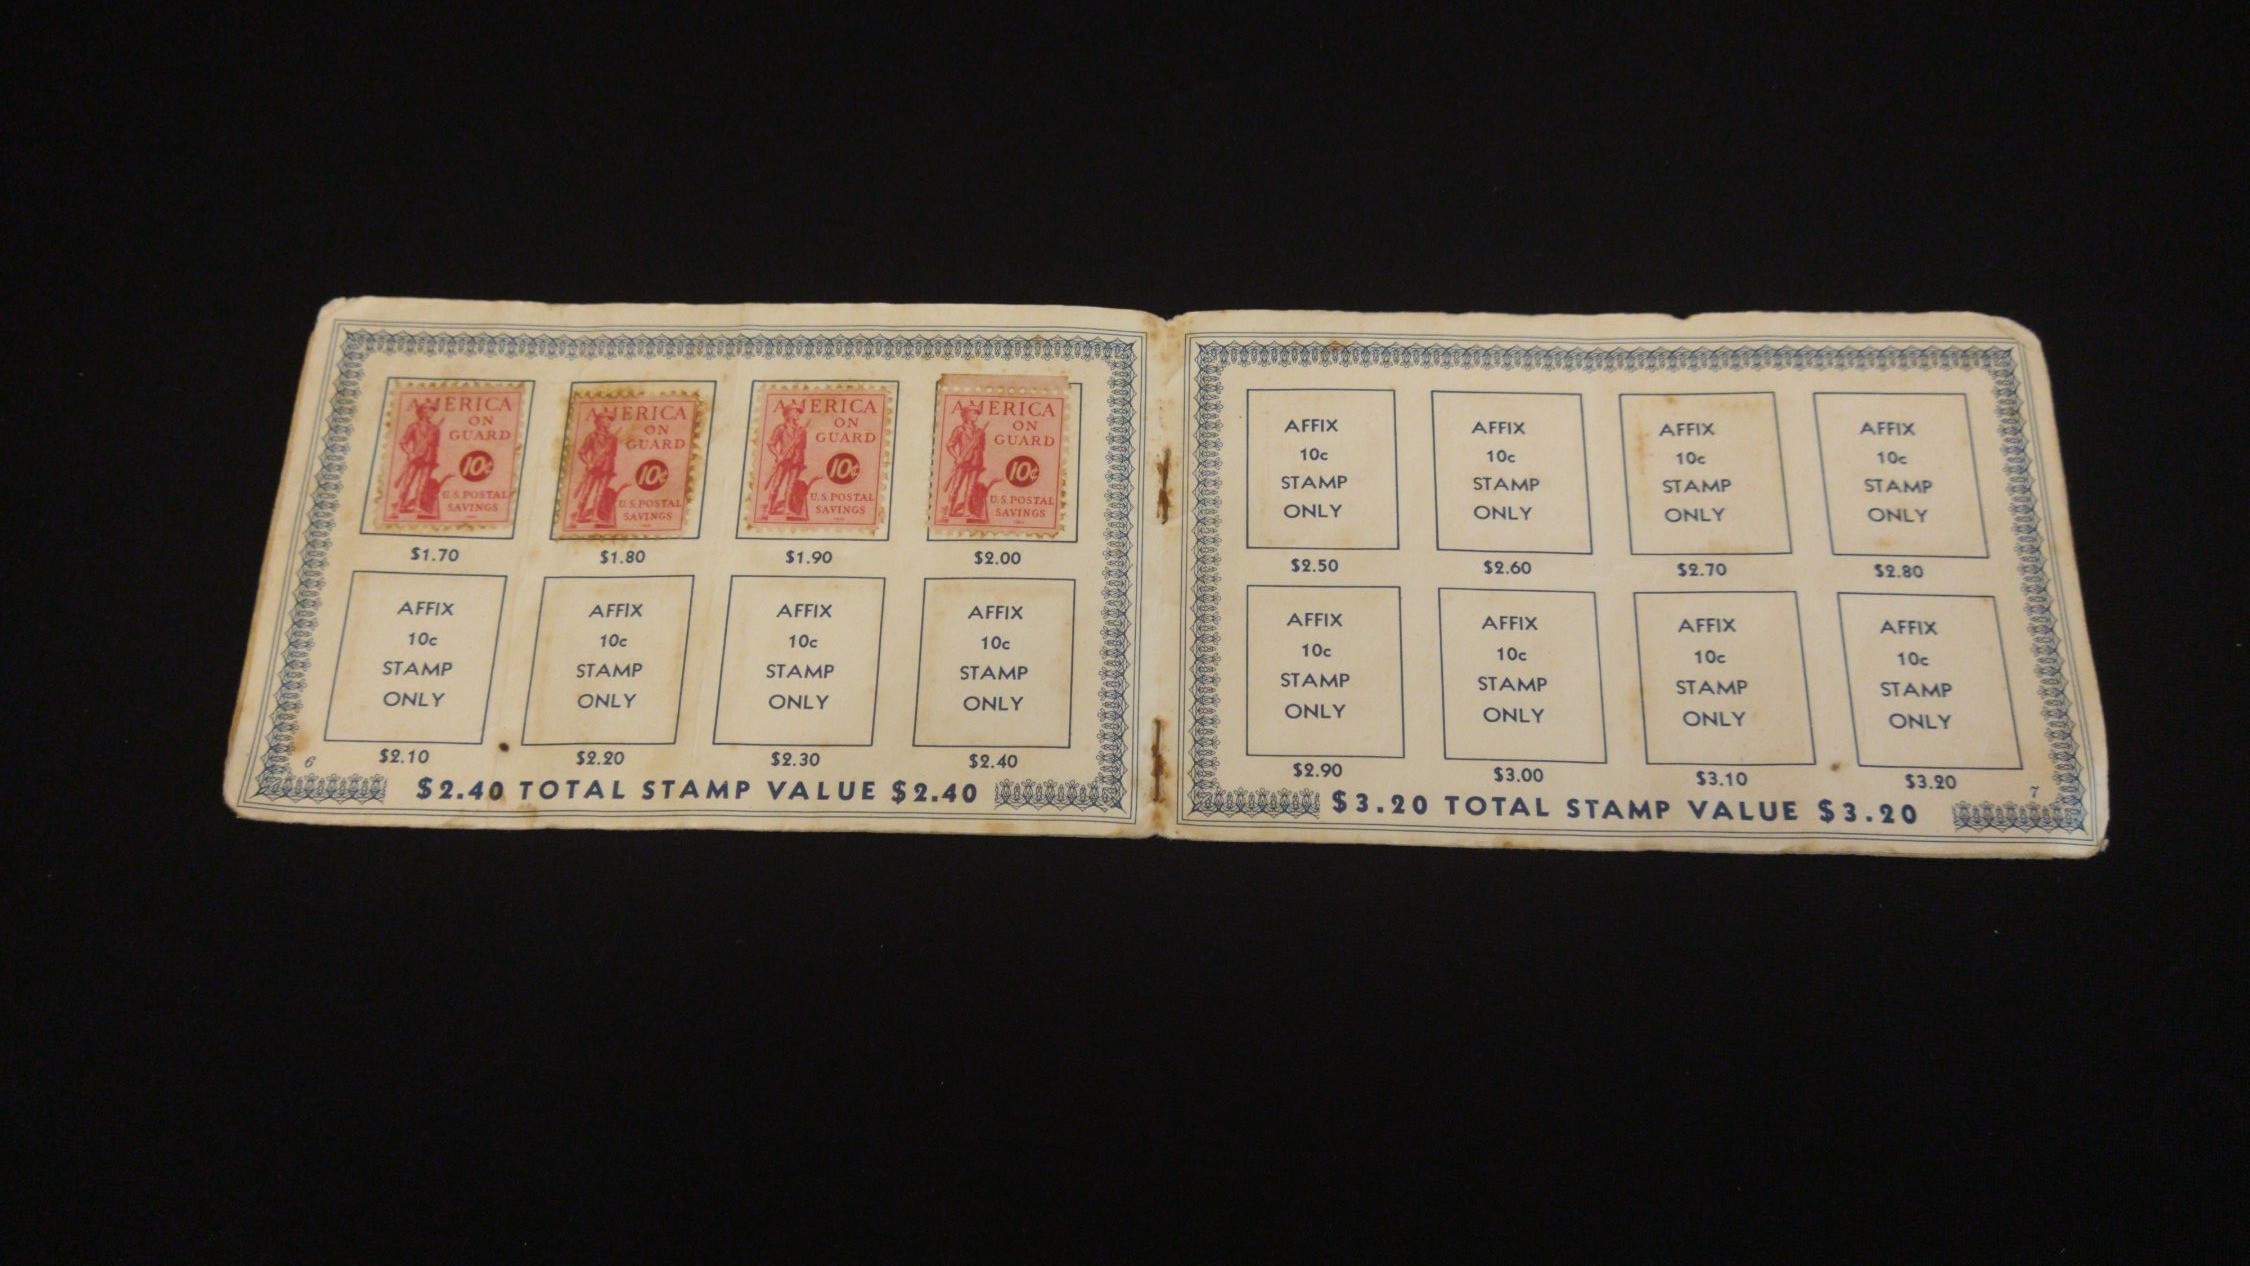 AMERICA
ON
GUARD
10¢
U.S. POSTAL
SAVINGS
$1.70
AMERICA
ON
GUARD
10¢
U.S. POSTAL
SAVINGS
$1.80
AMERICA
ON
GUARD
10¢
U.S. POSTAL
SAVINGS
$1.90
AMERICA
ON
GUARD
10¢
U.S. POSTAL
SAVINGS
$2.00
AFFIX
10c
STAMP
ONLY
$2.10
AFFIX
10c
STAMP
ONLY
$2.20
AFFIX
10c
STAMP
ONLY
$2.30
AFFIX
10c
STAMP
ONLY
$2.40
6
$2.40 TOTAL STAMP VALUE $2.40
AFFIX
10c
STAMP
ONLY
$2.50
AFFIX
10c
STAMP
ONLY
$2.60
AFFIX
10c
STAMP
ONLY
$2.70
AFFIX
10c
STAMP
ONLY
$2.80
AFFIX
10c
STAMP
ONLY
$2.90
AFFIX
10c
STAMP
ONLY
$3.00
AFFIX
10c
STAMP
ONLY
$3.10
AFFIX
10c
STAMP
ONLY
$3.20
7
$3.20 TOTAL STAMP VALUE $3.20